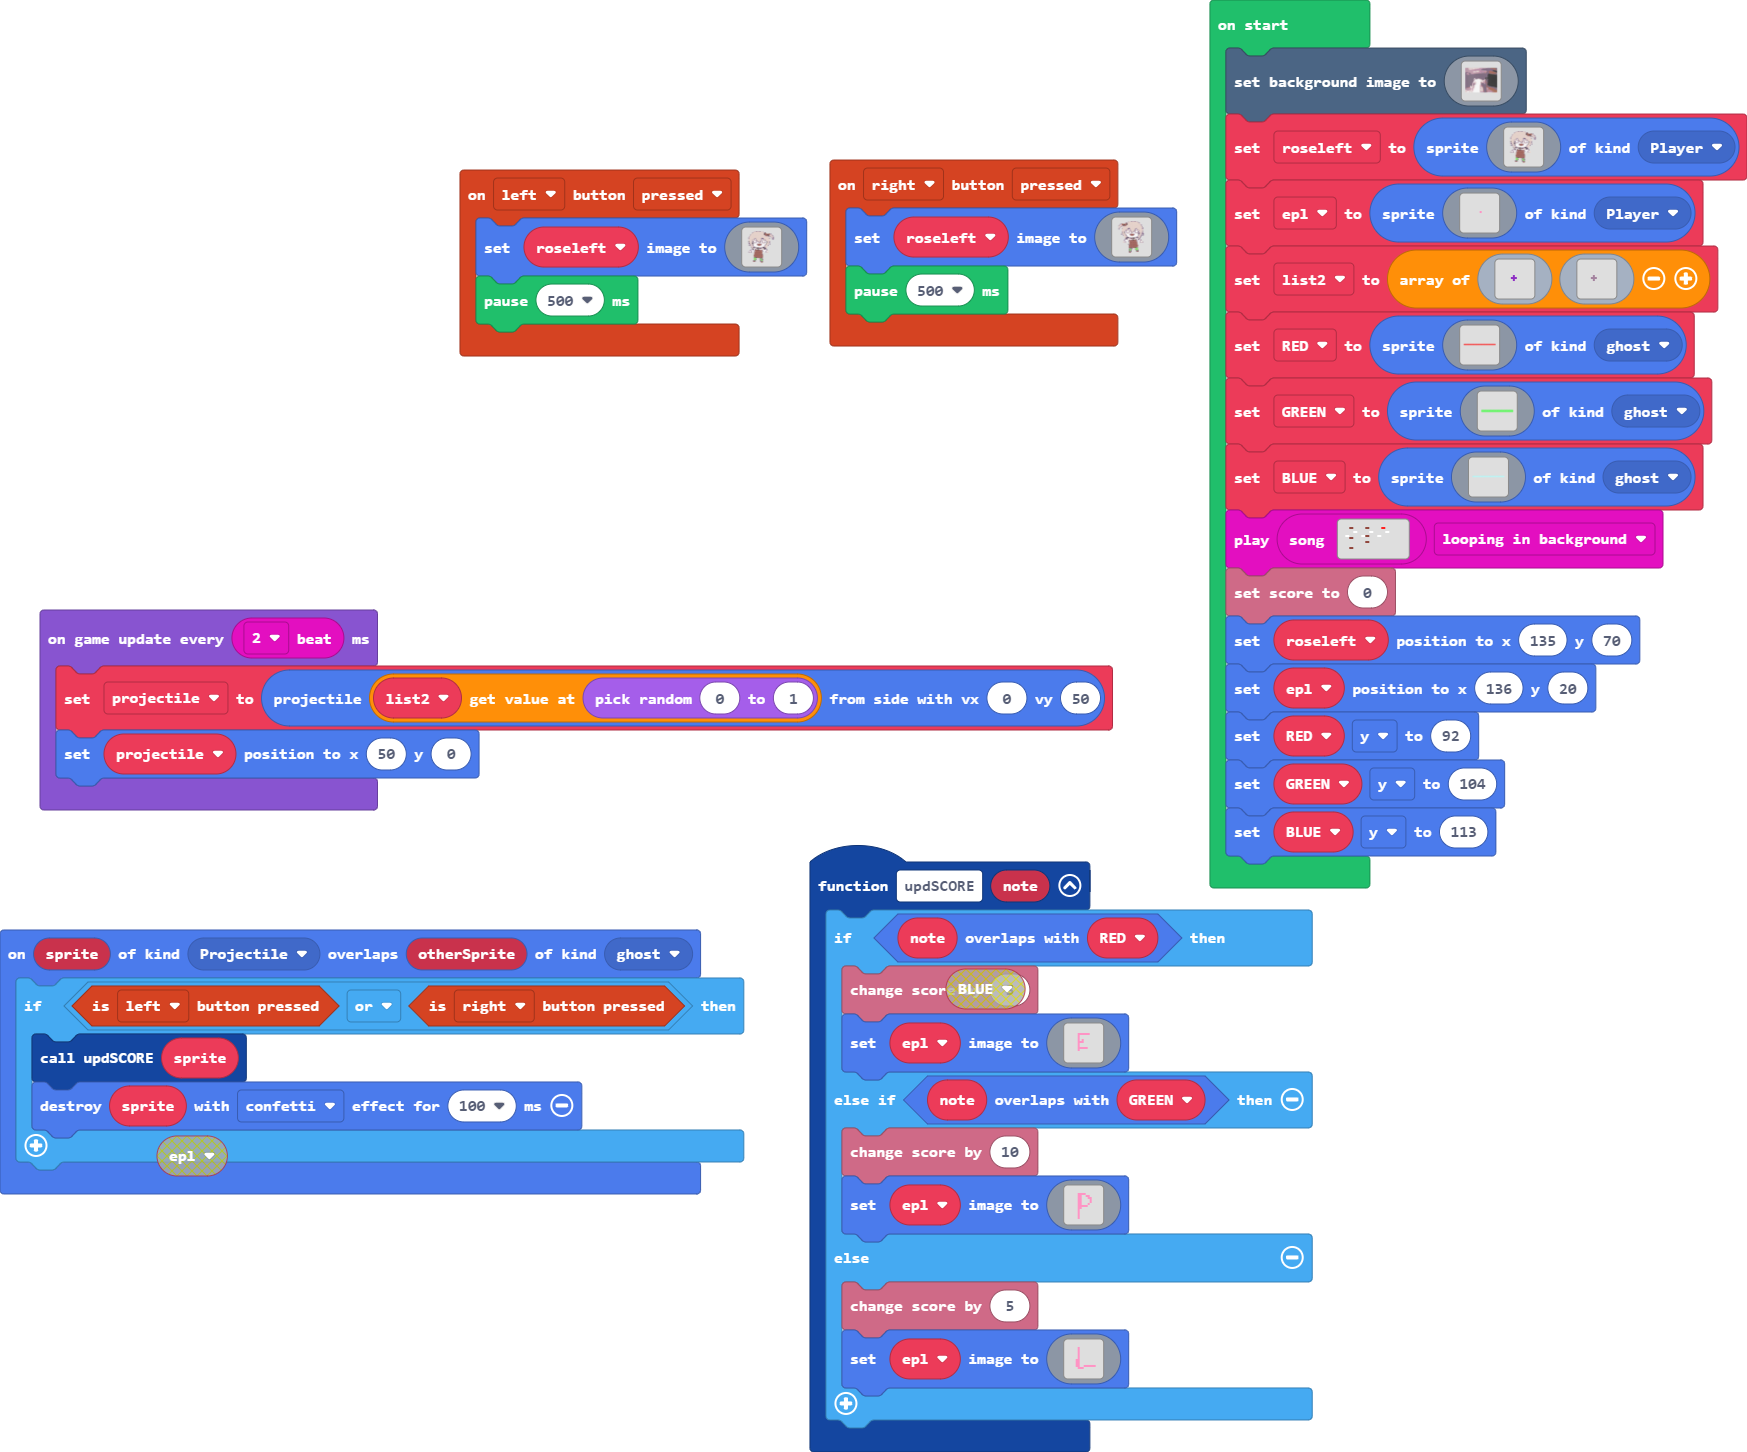 on start
set background image to
set roseleft to sprite of kind Player
set epl to sprite of kind Player
set list2 to array of
set RED to sprite of kind ghost
set GREEN to sprite of kind ghost
set BLUE to sprite of kind ghost
play song looping in background
set score to 0
set roseleft position to x 135 y 70
set epl position to x 136 y 20
set RED y to 92
set GREEN y to 104
set BLUE y to 113
on left button pressed
set roseleft image to
pause 500 ms
on right button pressed
set roseleft image to
pause 500 ms
on game update every 2 beat ms
set projectile to projectile list2 get value at pick random 0 to 1 from side with vx 0 vy 50
set projectile position to x 50 y 0
on sprite of kind Projectile overlaps otherSprite of kind ghost
if is left button pressed or is right button pressed then
call updSCORE sprite
destroy sprite with confetti effect for 100 ms
epl
function updSCORE note
if note overlaps with RED then
change score BLUE
set epl image to E
else if note overlaps with GREEN then
change score by 10
set epl image to P
else
change score by 5
set epl image to L